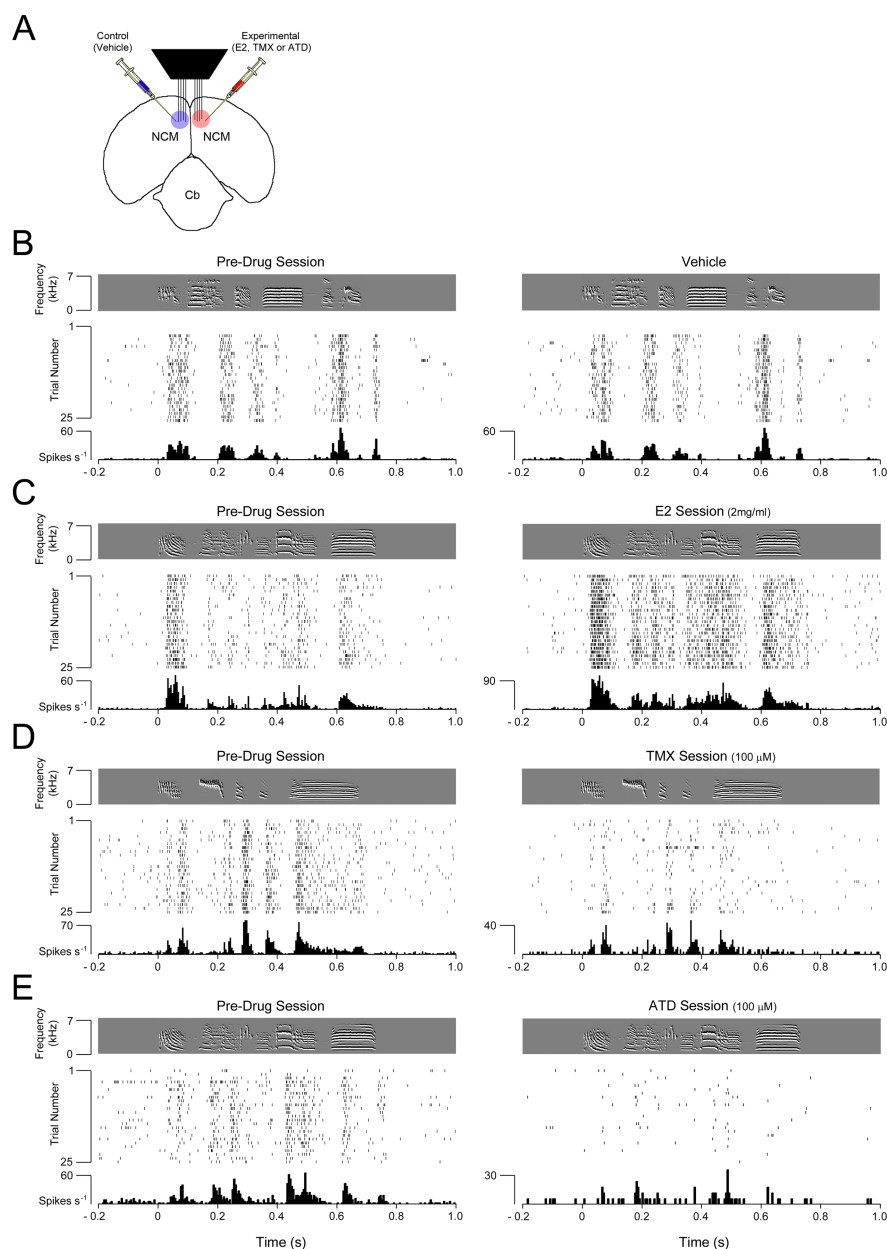 A
Control
(Vehicle)
Experimental
(E2, TMX or ATD)
NCM
NCM
Cb
B
Pre-Drug Session
Vehicle
Frequency
(kHz)
7
0
Trial Number
1
25
60
Spikes s-1
60
- 0.2 0 0.2 0.4 0.6 0.8 1.0
- 0.2 0 0.2 0.4 0.6 0.8 1.0
C
Pre-Drug Session
E2 Session (2mg/ml)
Frequency
(kHz)
7
0
Trial Number
1
25
60
Spikes s-1
90
- 0.2 0 0.2 0.4 0.6 0.8 1.0
- 0.2 0 0.2 0.4 0.6 0.8 1.0
D
Pre-Drug Session
TMX Session (100 µM)
Frequency
(kHz)
7
0
Trial Number
1
25
70
Spikes s-1
40
- 0.2 0 0.2 0.4 0.6 0.8 1.0
- 0.2 0 0.2 0.4 0.6 0.8 1.0
E
Pre-Drug Session
ATD Session (100 µM)
Frequency
(kHz)
7
0
Trial Number
1
25
60
Spikes s-1
30
- 0.2 0 0.2 0.4 0.6 0.8 1.0
- 0.2 0 0.2 0.4 0.6 0.8 1.0
Time (s)
Time (s)